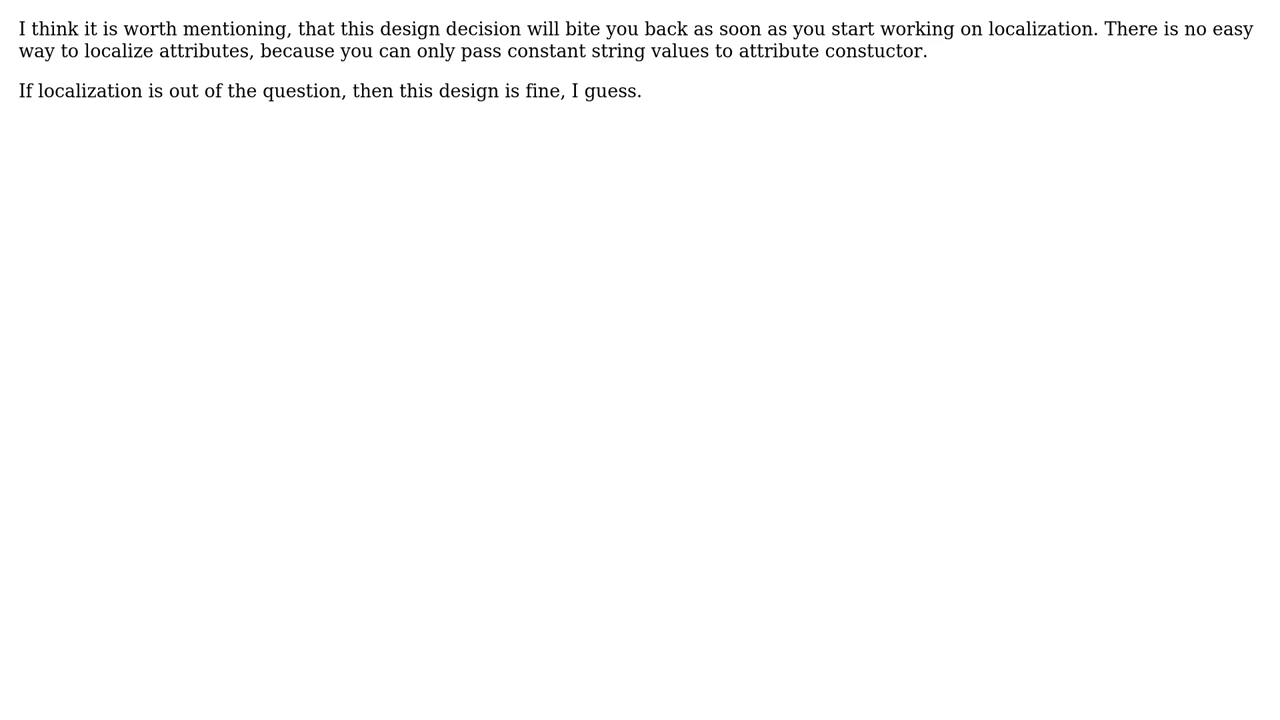 I think it is worth mentioning, that this design decision will bite you back as soon as you start working on localization. There is no easy
way to localize attributes, because you can only pass constant string values to attribute constuctor.
If localization is out of the question, then this design is fine, I guess.